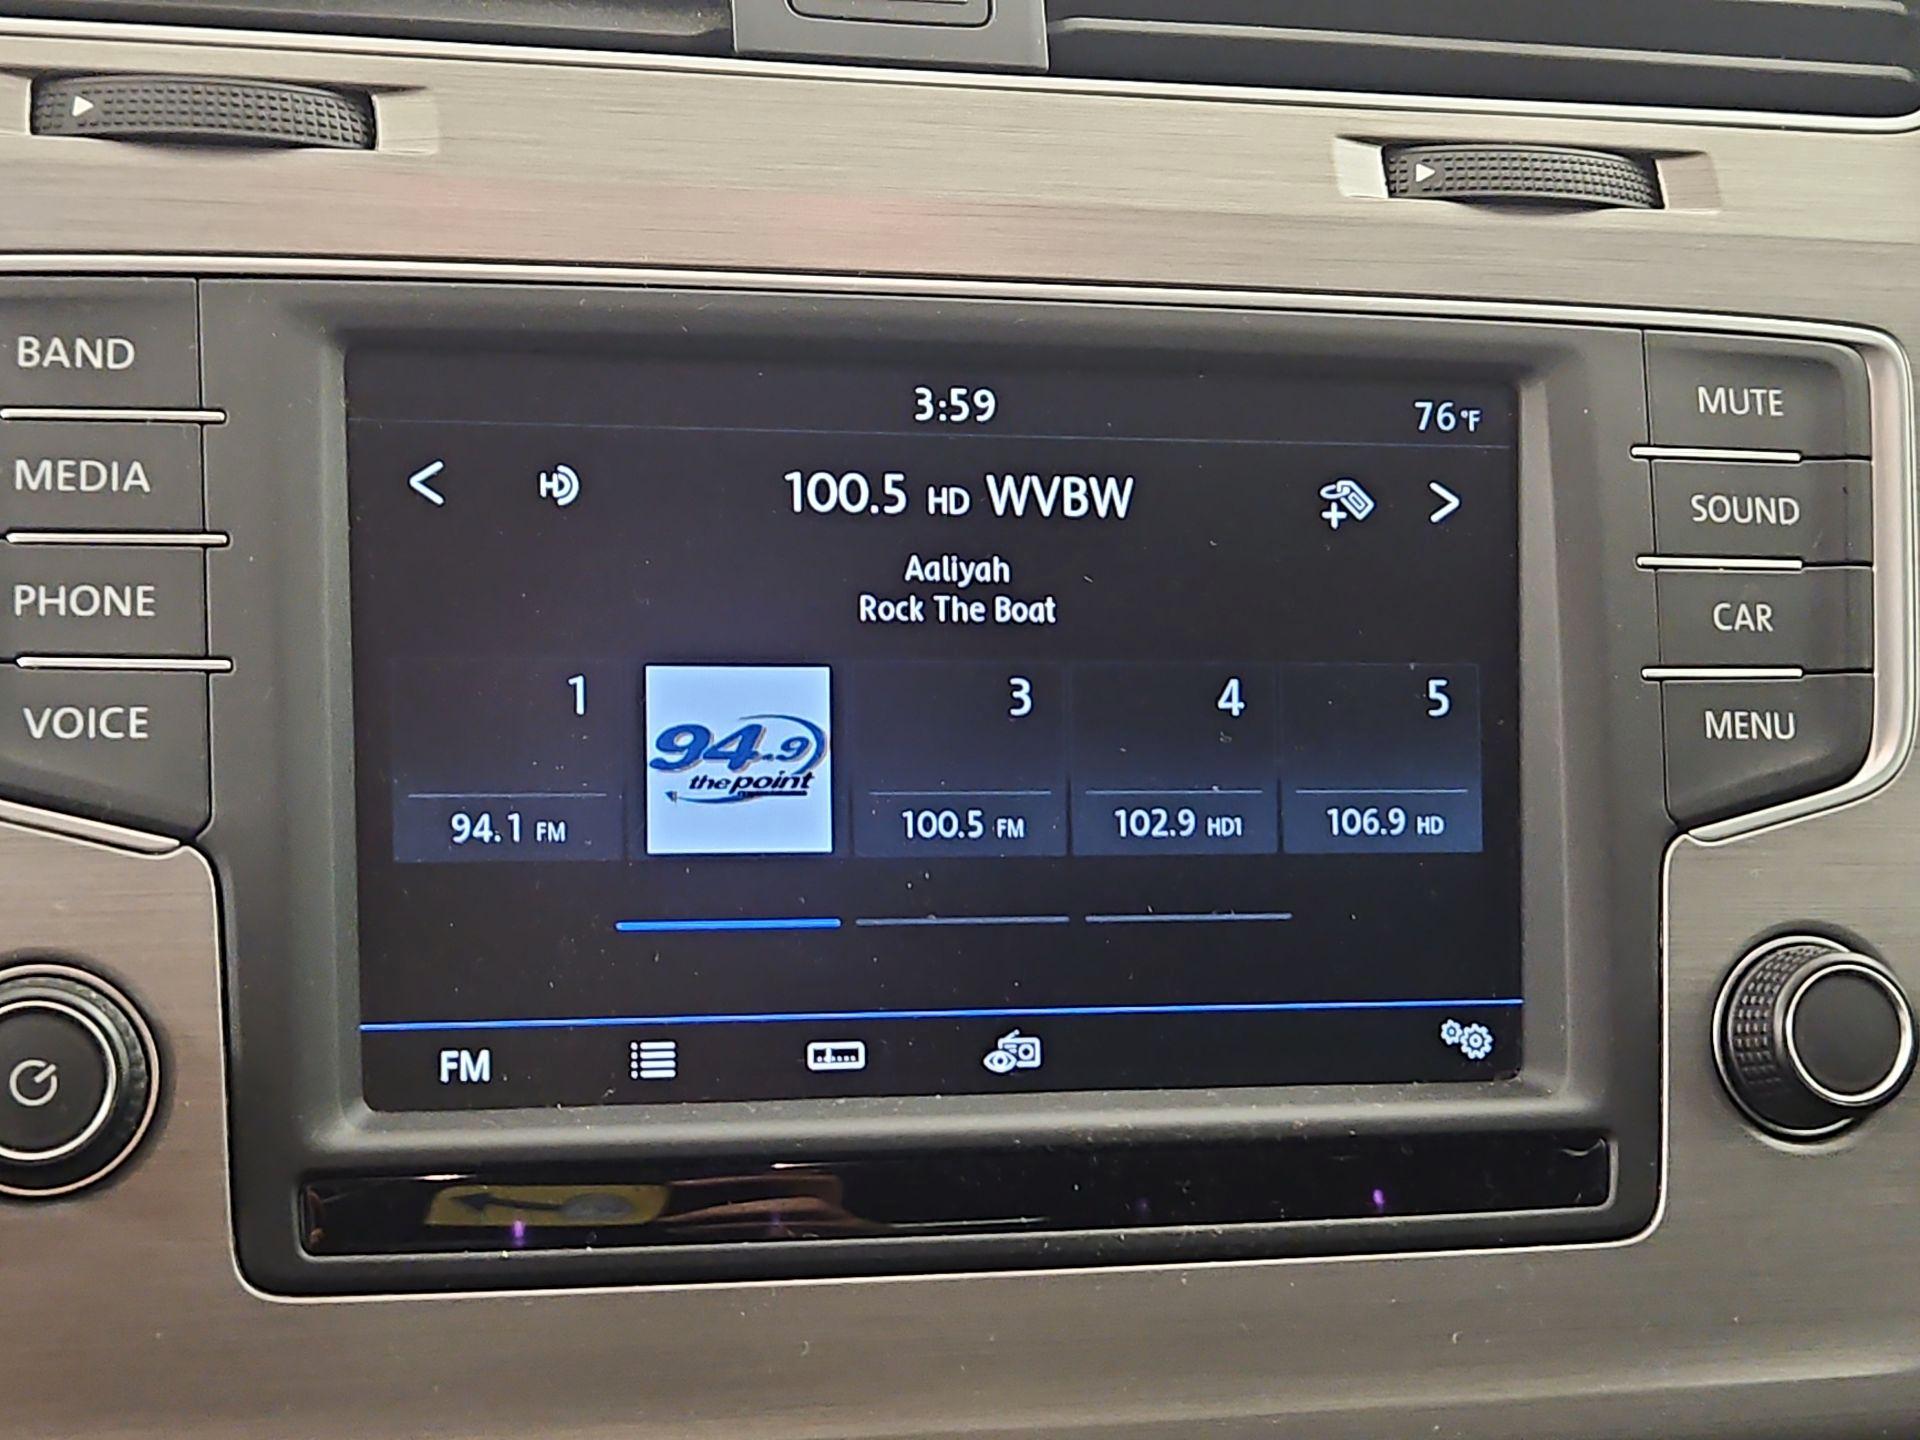 BAND
MEDIA
PHONE
VOICE
3:59
76°F
<
HD
100.5 HD WVBW
>
Aaliyah
Rock The Boat
1
94.1 FM
94.9
the point
3
100.5 FM
4
102.9 HD1
5
106.9 HD
FM
MUTE
SOUND
CAR
MENU